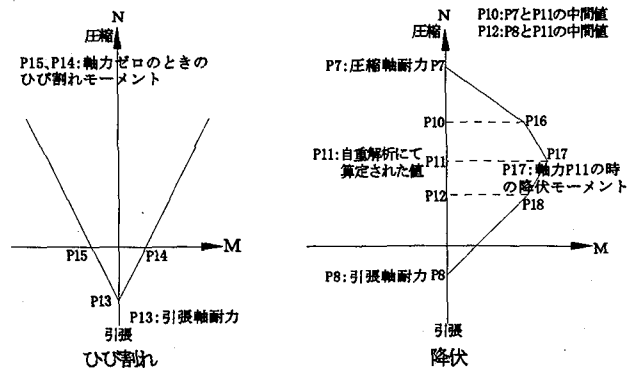 N
圧縮
P15、P14:軸力ゼロのときの
ひび割れモーメント
M
P15
P14
P13
P13:引張軸耐力
引張
ひび割れ
P10:P7とP11の中間値
P12:P8とP11の中間値
N
圧縮
P7:圧縮軸耐力 P7
P10
P16
P11:自重解析にて
算定された値
P11
P17
P17:軸力P11の時
の降伏モーメント
P12
P18
M
P8:引張軸耐力 P8
引張
降伏